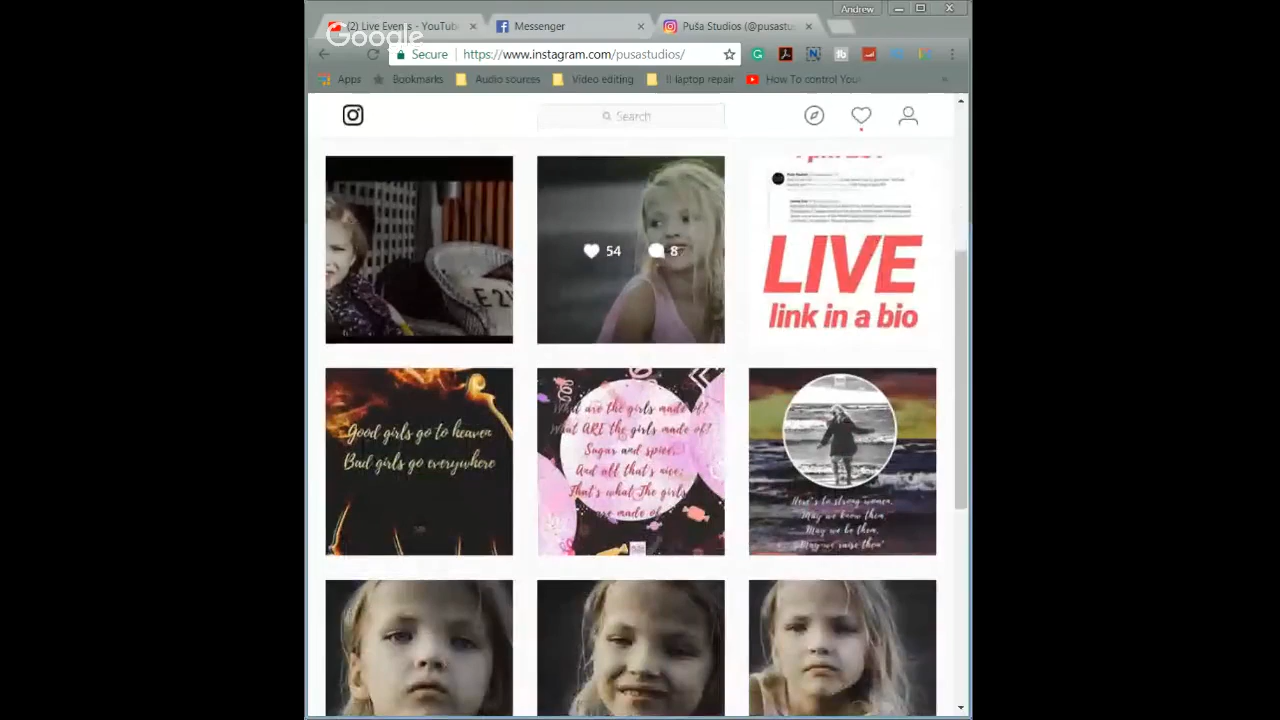 Andrew
(2) Live Events - YouTube
Messenger
Puša Studios (@pusast
Google
Secure
https://www.instagram.com/pusastudios/
Apps
Bookmarks
Audio sources
Video editing
!! laptop repair
How To control Your
Search
54
8
LIVE
link in a bio
E2
Good girls go to heaven
Bad girls go everywhere
What are the girls made of?
What ARE the girls made of?
Sugar and spice,
And all that's nice;
That's what The girls
are made of
Here's to strong women.
May we know them.
May we be them.
May we raise them"